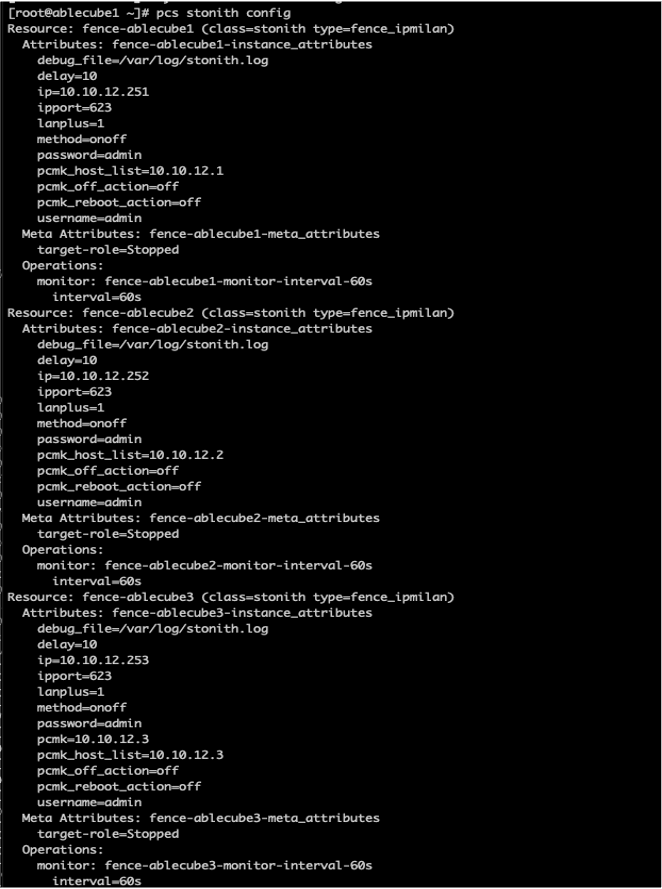 [root@ablecube1 ~]# pcs stonith config
Resource: fence-ablecube1 (class=stonith type=fence_ipmilan)
  Attributes: fence-ablecube1-instance_attributes
    debug_file=/var/log/stonith.log
    delay=10
    ip=10.10.12.251
    ipport=623
    lanplus=1
    method=onoff
    password=admin
    pcmk_host_list=10.10.12.1
    pcmk_off_action=off
    pcmk_reboot_action=off
    username=admin
  Meta Attributes: fence-ablecube1-meta_attributes
    target-role=Stopped
  Operations:
    monitor: fence-ablecube1-monitor-interval-60s
      interval=60s
Resource: fence-ablecube2 (class=stonith type=fence_ipmilan)
  Attributes: fence-ablecube2-instance_attributes
    debug_file=/var/log/stonith.log
    delay=10
    ip=10.10.12.252
    ipport=623
    lanplus=1
    method=onoff
    password=admin
    pcmk_host_list=10.10.12.2
    pcmk_off_action=off
    pcmk_reboot_action=off
    username=admin
  Meta Attributes: fence-ablecube2-meta_attributes
    target-role=Stopped
  Operations:
    monitor: fence-ablecube2-monitor-interval-60s
      interval=60s
Resource: fence-ablecube3 (class=stonith type=fence_ipmilan)
  Attributes: fence-ablecube3-instance_attributes
    debug_file=/var/log/stonith.log
    delay=10
    ip=10.10.12.253
    ipport=623
    lanplus=1
    method=onoff
    password=admin
    pcmk=10.10.12.3
    pcmk_host_list=10.10.12.3
    pcmk_off_action=off
    pcmk_reboot_action=off
    username=admin
  Meta Attributes: fence-ablecube3-meta_attributes
    target-role=Stopped
  Operations:
    monitor: fence-ablecube3-monitor-interval-60s
      interval=60s